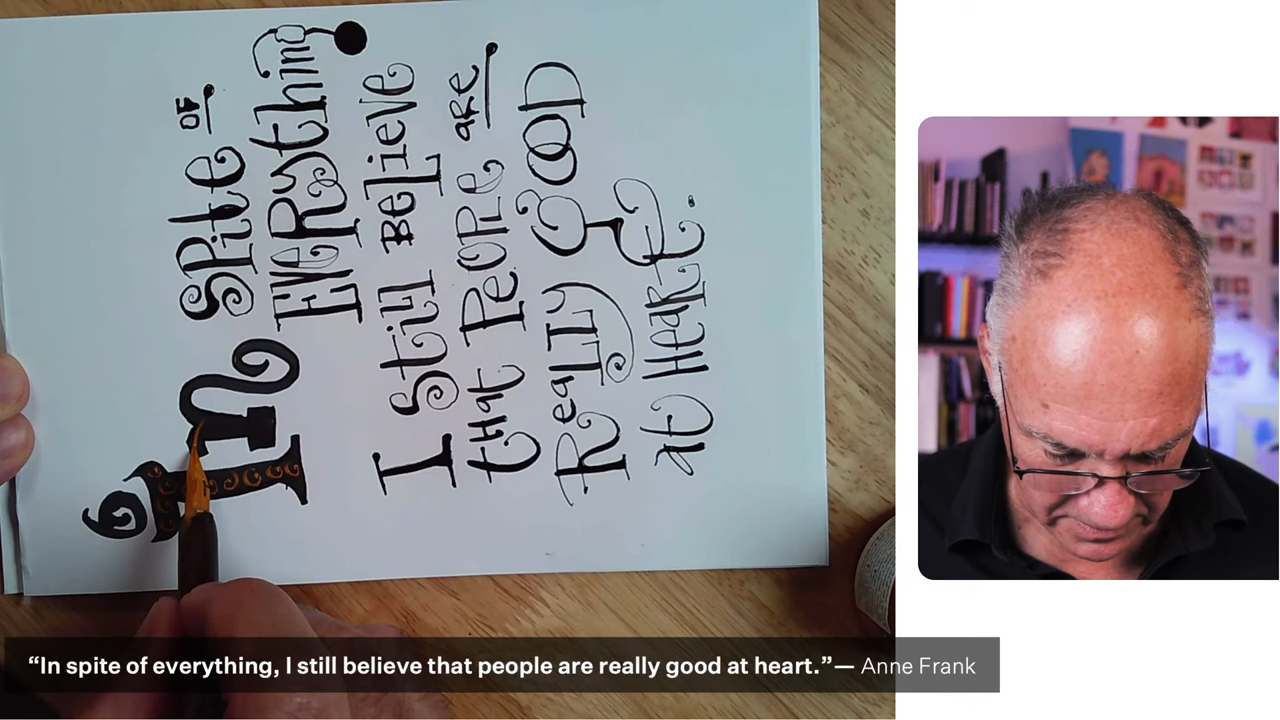 In SPite OF
EVeRything
I Still Believe
that PeoPLe aRe
ReaLLY good
at HeaRt.
“In spite of everything, I still believe that people are really good at heart.”— Anne Frank